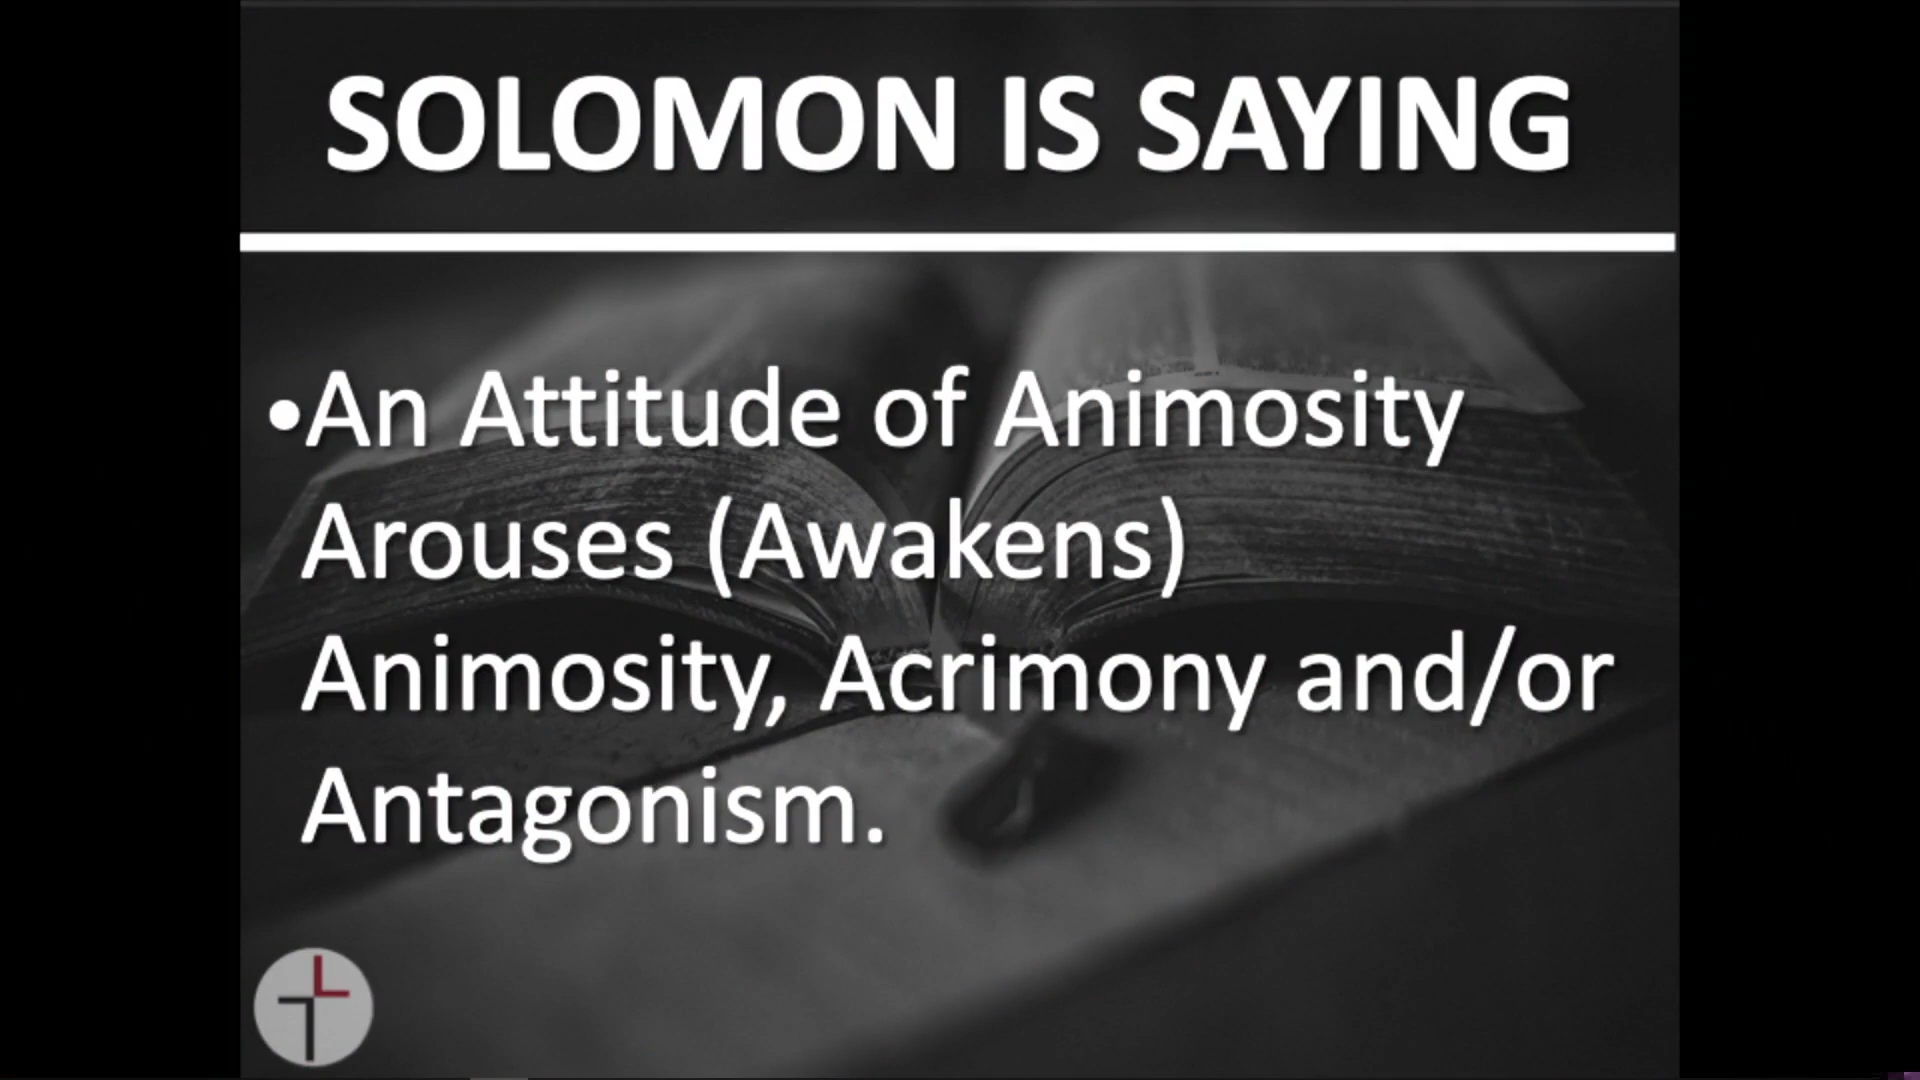 SOLOMON IS SAYING
•An Attitude of Animosity
Arouses (Awakens)
Animosity, Acrimony and/or
Antagonism.